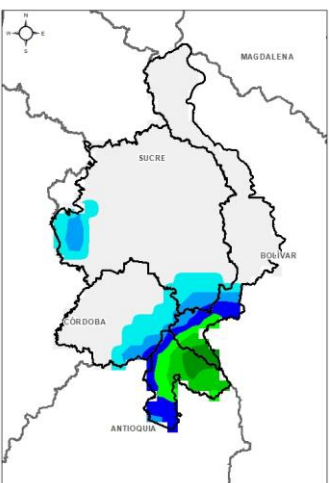 N
W E
S
MAGDALENA
SUCRE
BOLÍVAR
CÓRDOBA
ANTIOQUIA